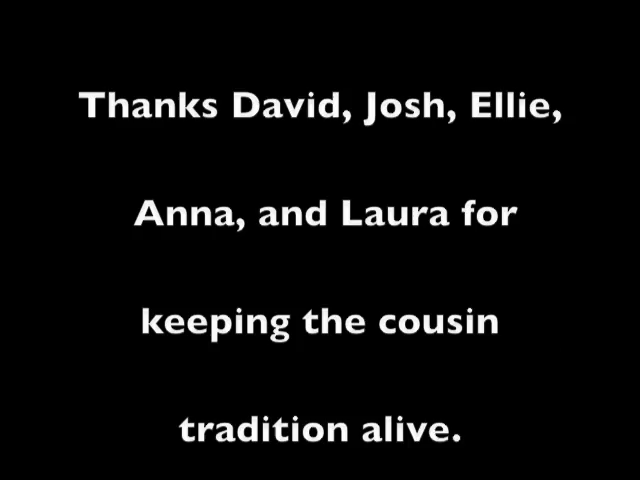 Thanks David, Josh, Ellie,
Anna, and Laura for
keeping the cousin
tradition alive.